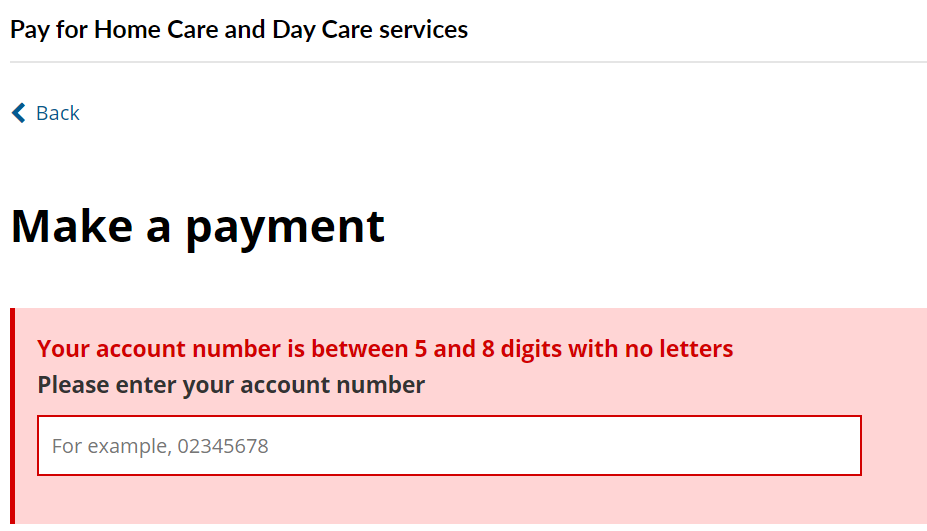 Pay for Home Care and Day Care services
Back
Make a payment
Your account number is between 5 and 8 digits with no letters
Please enter your account number
For example, 02345678